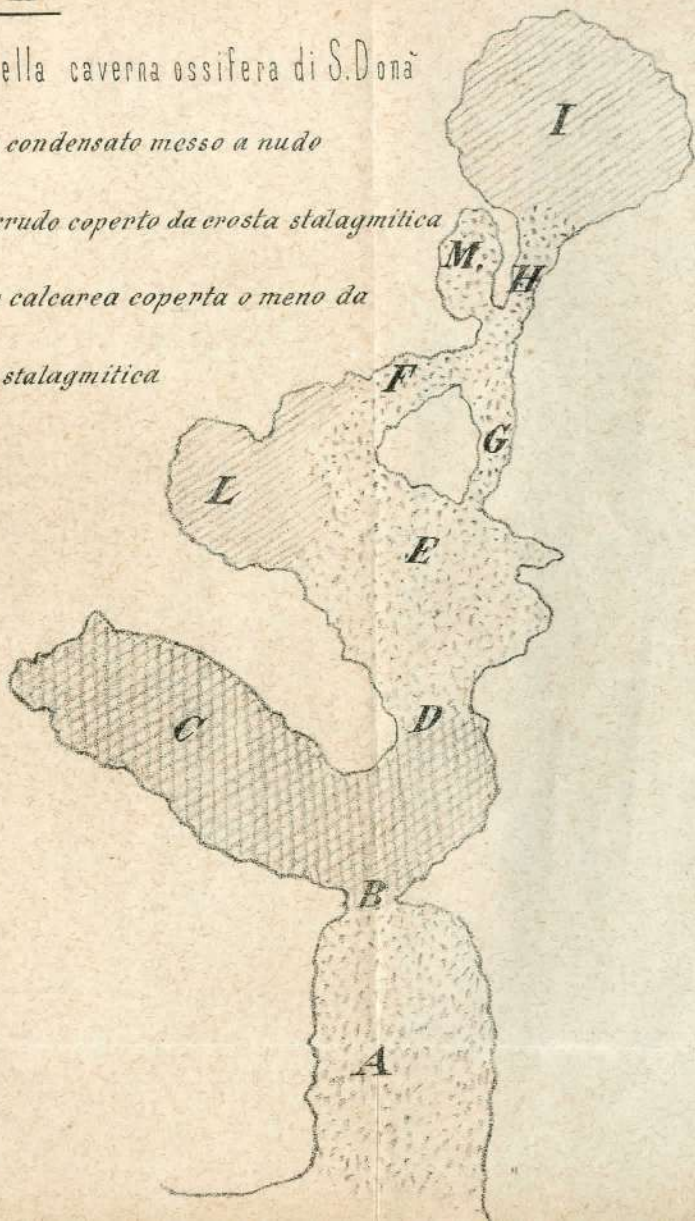 ella caverna ossifera di S. Donà
condensato messo a nudo
crudo coperto da crosta stalagmitica
calcarea coperta o meno da
stalagmitica
I
M.
H
F
G
L
E
C
D
B
A